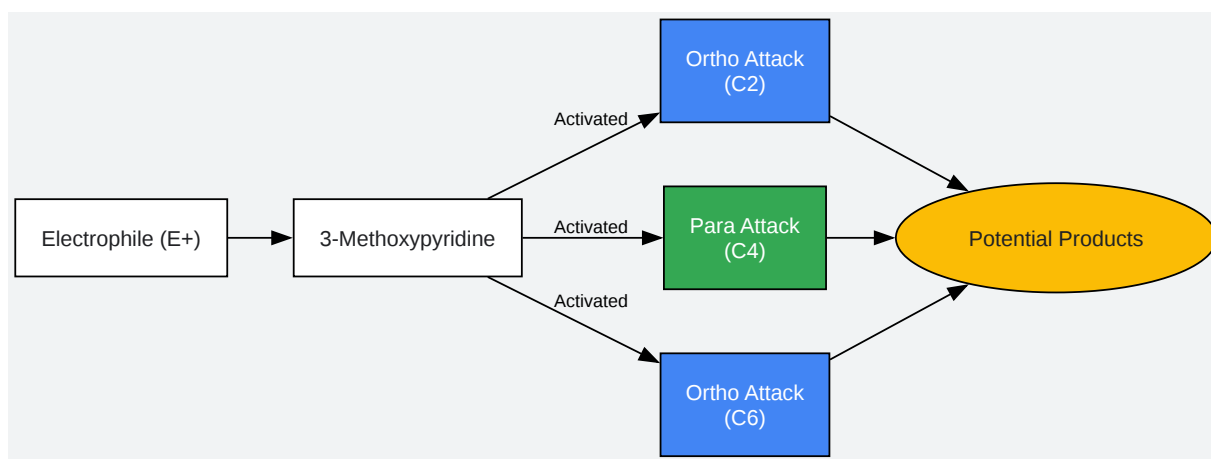 Ortho Attack
(C2)
Activated
Electrophile (E+)
3-Methoxypyridine
Activated
Para Attack
(C4)
Potential Products
Activated
Ortho Attack
(C6)